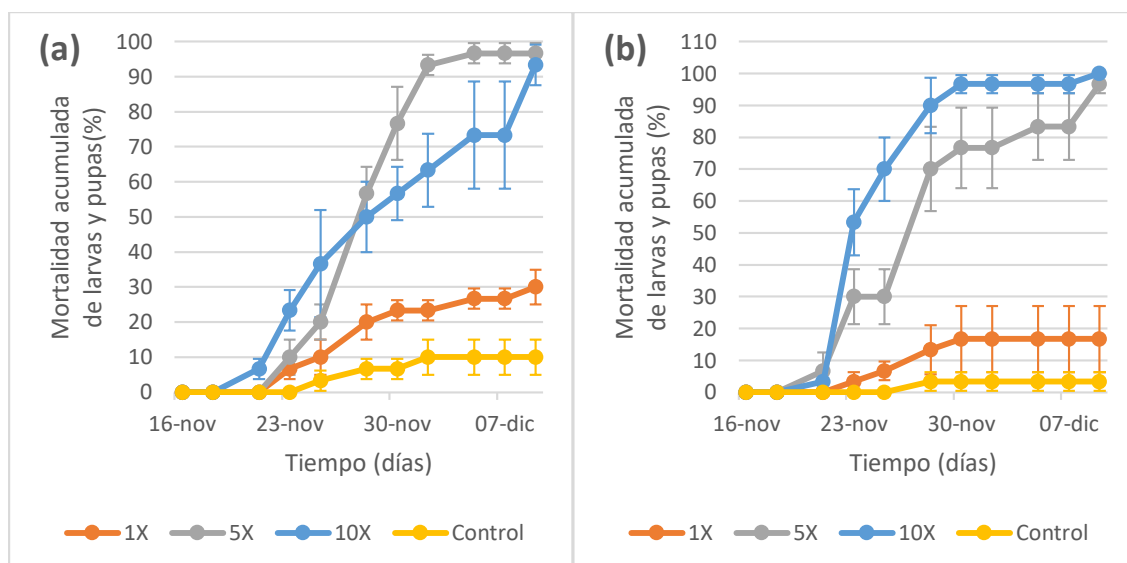 (a)
Mortalidad acumulada
de larvas y pupas(%)
100
90
80
70
60
50
40
30
20
10
0
16-nov 23-nov 30-nov 07-dic
Tiempo (días)
1X 5X 10X Control
(b)
Mortalidad acumulada
de larvas y pupas (%)
110
100
90
80
70
60
50
40
30
20
10
0
16-nov 23-nov 30-nov 07-dic
Tiempo (días)
1X 5X 10X Control